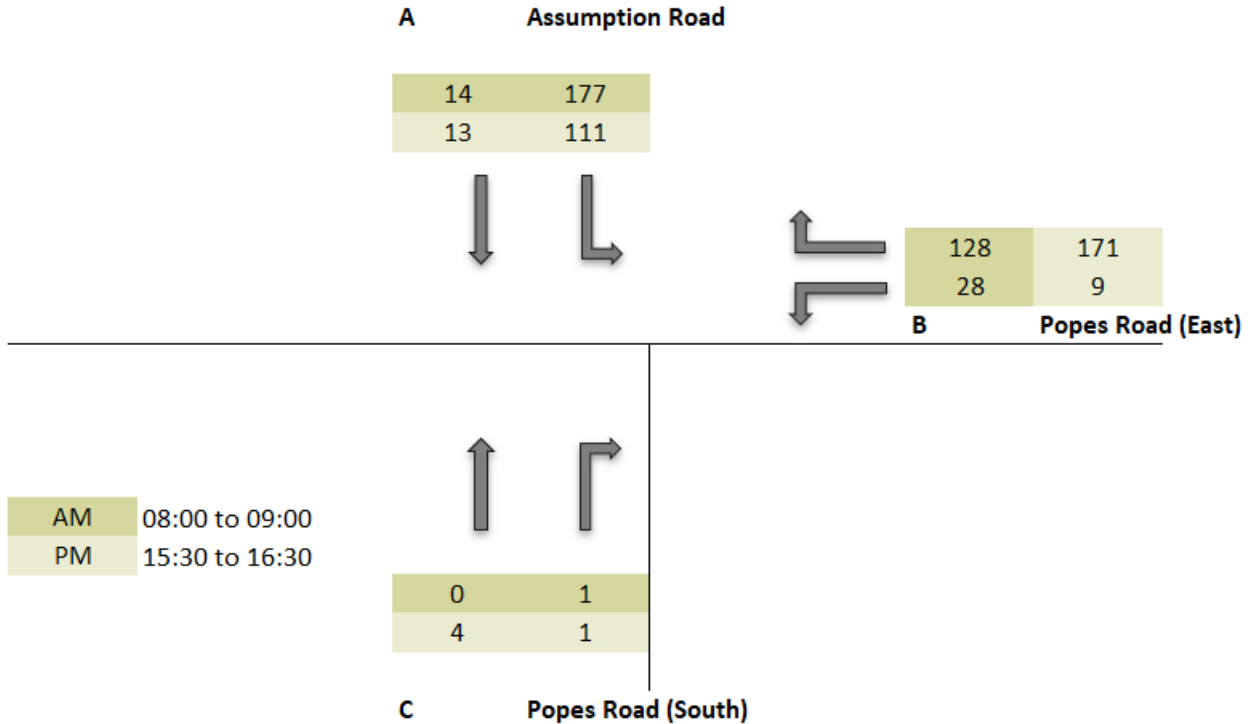 A Assumption Road
14 177
13 111
128 171
28 9
B Popes Road (East)
AM 08:00 to 09:00
PM 15:30 to 16:30
0 1
4 1
C Popes Road (South)